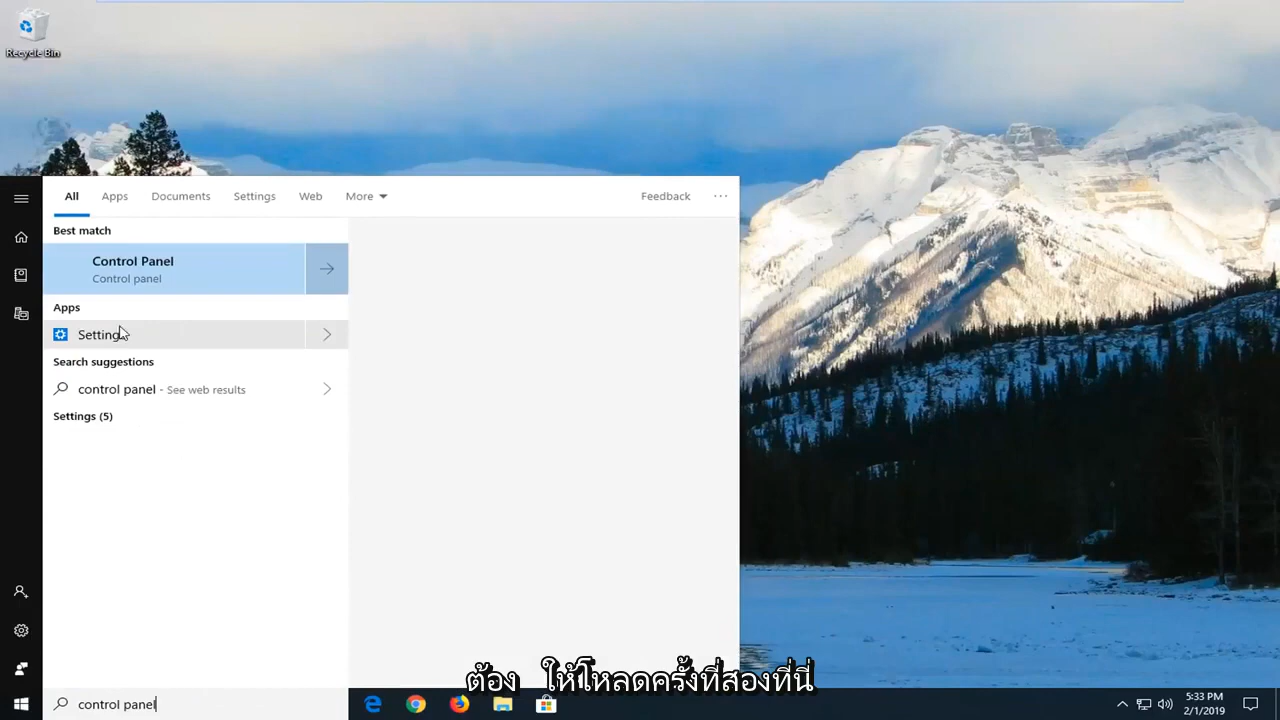 Recycle Bin
All Apps Documents Settings Web More Feedback ...
Best match
Control Panel
Control panel
Apps
Settings
Search suggestions
control panel - See web results
Settings (5)
ต้อง ให้โหลดครั้งที่สองที่นี่
control panel
5:33 PM
2/1/2019